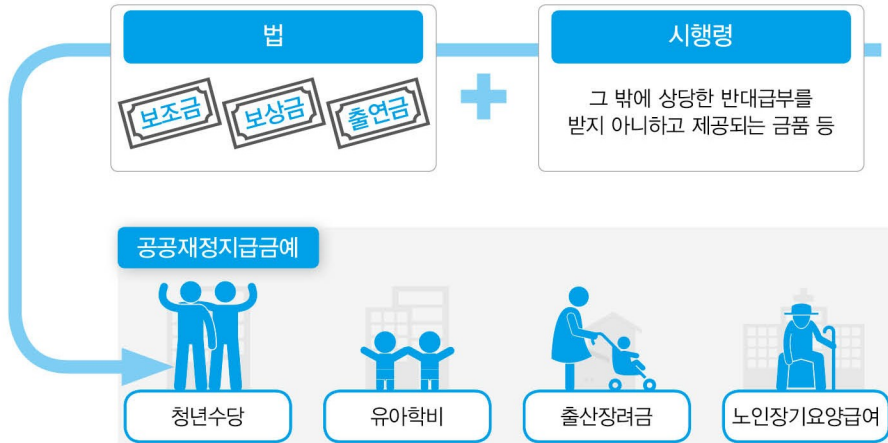 법
보조금 보상금 출연금
시행령
그 밖에 상당한 반대급부를
받지 아니하고 제공되는 금품 등
공공재정지급금예
청년수당
유아학비
출산장려금
노인장기요양급여